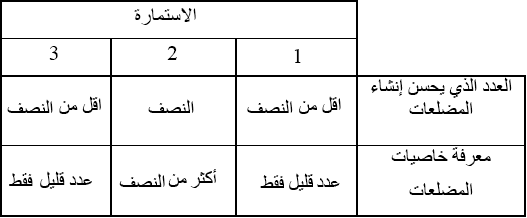 الاستمارة
1 2 3
العدد الذي يحسن إنشاء المضلعات اقل من النصف النصف اقل من النصف
معرفة خاصيات المضلعات عدد قليل فقط أكثر من النصف عدد قليل فقط